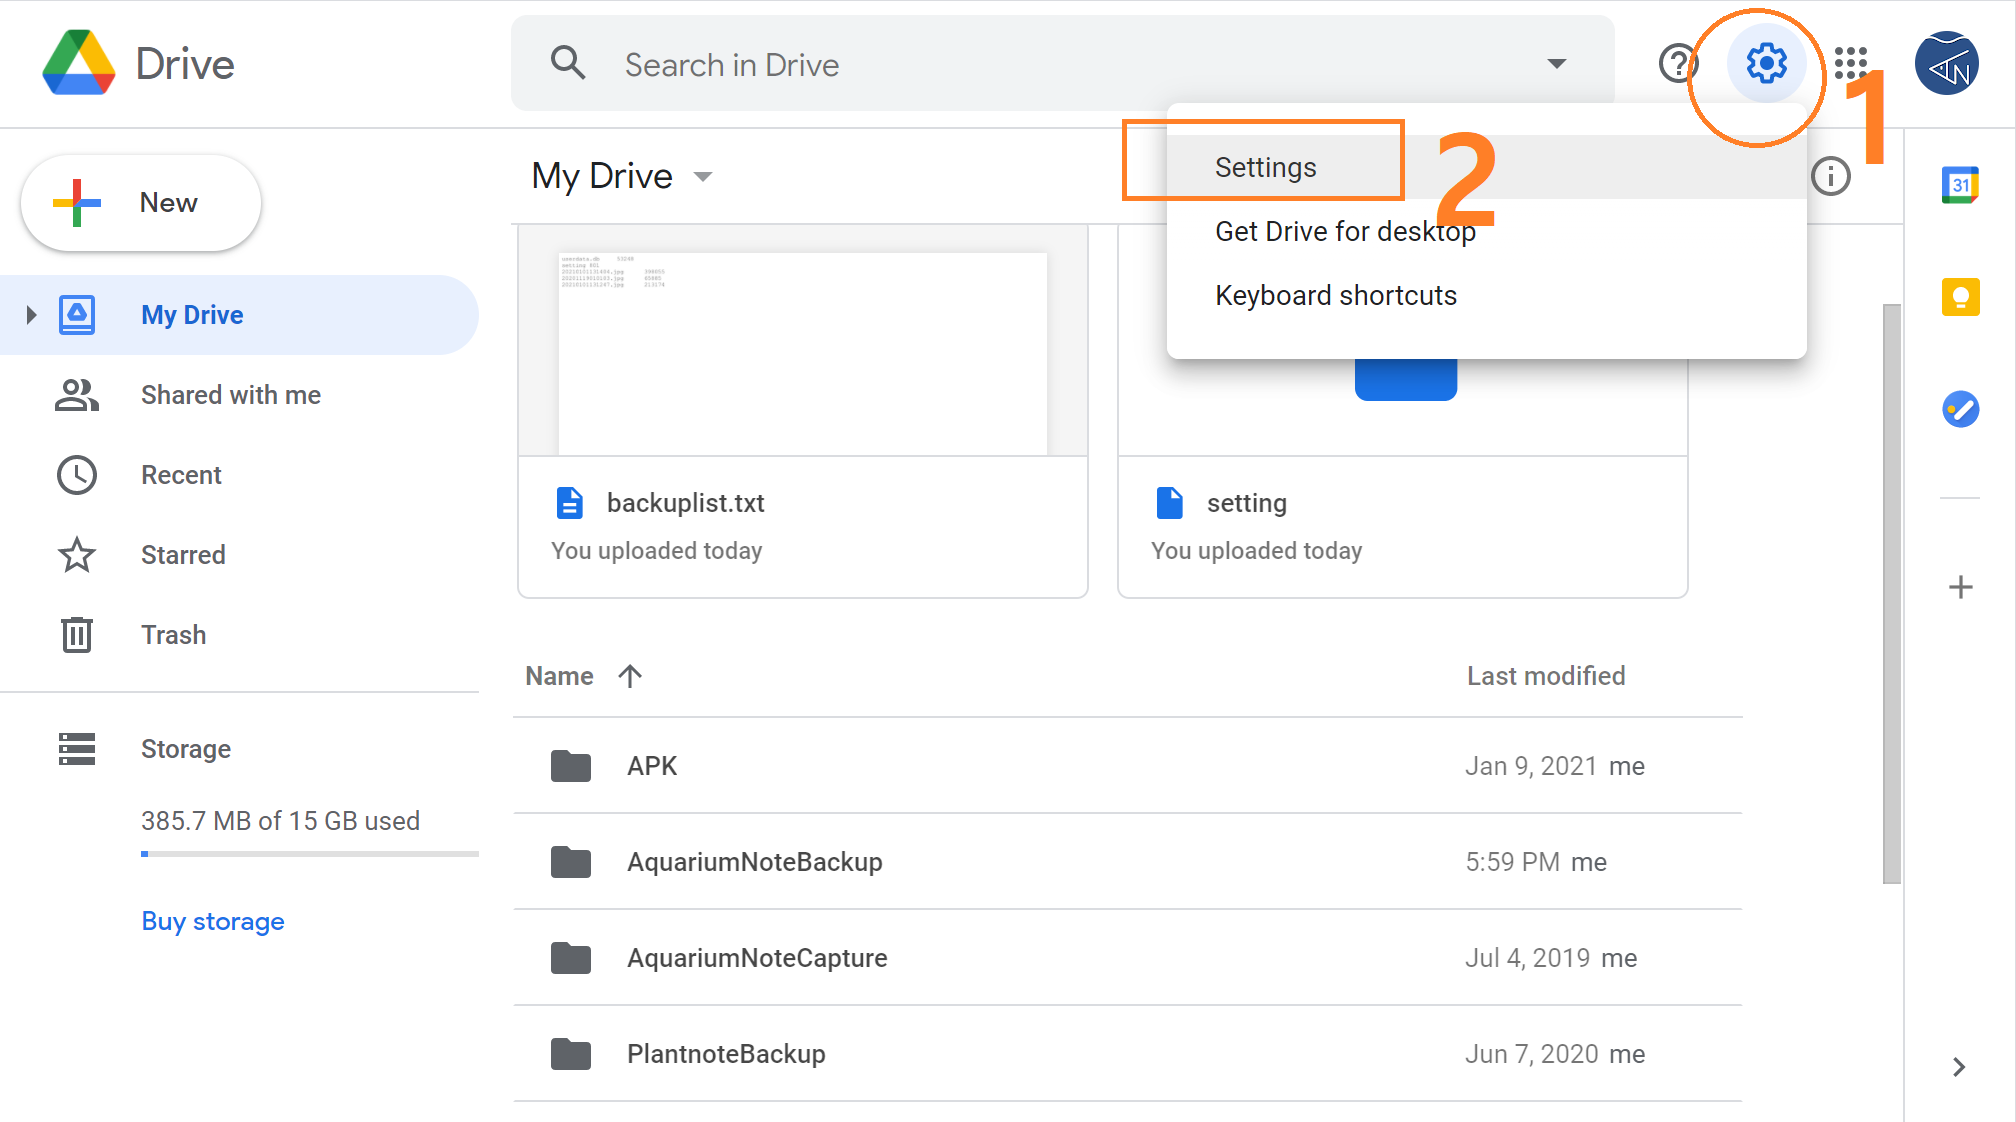 Drive
Search in Drive
1
My Drive
Settings
2
Get Drive for desktop
Keyboard shortcuts
31
New
My Drive
Shared with me
Recent
Starred
Trash
Storage
385.7 MB of 15 GB used
Buy storage
backuplist.txt
You uploaded today
setting
You uploaded today
Name
Last modified
APK
Jan 9, 2021 me
AquariumNoteBackup
5:59 PM me
AquariumNoteCapture
Jul 4, 2019 me
PlantnoteBackup
Jun 7, 2020 me